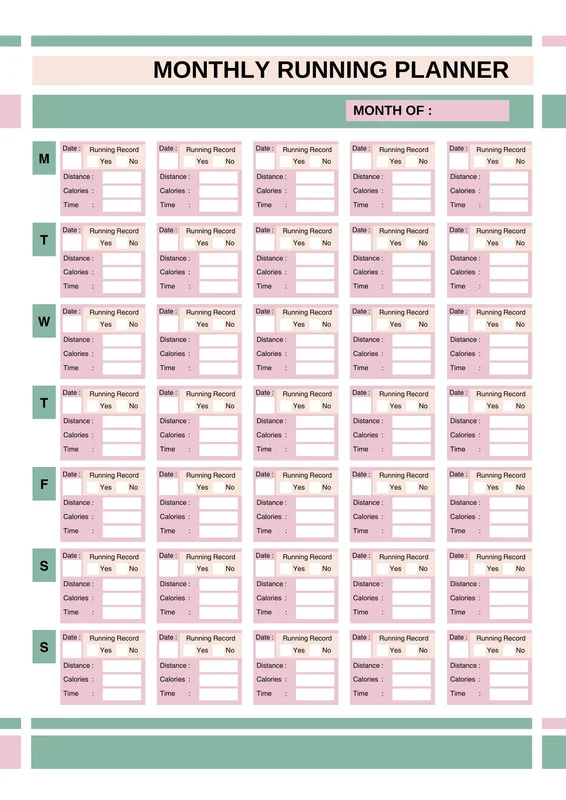 MONTHLY RUNNING PLANNER
MONTH OF :
M
Date : Running Record Date : Running Record Date : Running Record Date : Running Record Date : Running Record
Yes No Yes No Yes No Yes No Yes No
Distance : Distance : Distance : Distance : Distance :
Calories : Calories : Calories : Calories : Calories :
Time : Time : Time : Time : Time :
T
Date : Running Record Date : Running Record Date : Running Record Date : Running Record Date : Running Record
Yes No Yes No Yes No Yes No Yes No
Distance : Distance : Distance : Distance : Distance :
Calories : Calories : Calories : Calories : Calories :
Time : Time : Time : Time : Time :
W
Date : Running Record Date : Running Record Date : Running Record Date : Running Record Date : Running Record
Yes No Yes No Yes No Yes No Yes No
Distance : Distance : Distance : Distance : Distance :
Calories : Calories : Calories : Calories : Calories :
Time : Time : Time : Time : Time :
T
Date : Running Record Date : Running Record Date : Running Record Date : Running Record Date : Running Record
Yes No Yes No Yes No Yes No Yes No
Distance : Distance : Distance : Distance : Distance :
Calories : Calories : Calories : Calories : Calories :
Time : Time : Time : Time : Time :
F
Date : Running Record Date : Running Record Date : Running Record Date : Running Record Date : Running Record
Yes No Yes No Yes No Yes No Yes No
Distance : Distance : Distance : Distance : Distance :
Calories : Calories : Calories : Calories : Calories :
Time : Time : Time : Time : Time :
S
Date : Running Record Date : Running Record Date : Running Record Date : Running Record Date : Running Record
Yes No Yes No Yes No Yes No Yes No
Distance : Distance : Distance : Distance : Distance :
Calories : Calories : Calories : Calories : Calories :
Time : Time : Time : Time : Time :
S
Date : Running Record Date : Running Record Date : Running Record Date : Running Record Date : Running Record
Yes No Yes No Yes No Yes No Yes No
Distance : Distance : Distance : Distance : Distance :
Calories : Calories : Calories : Calories : Calories :
Time : Time : Time : Time : Time :